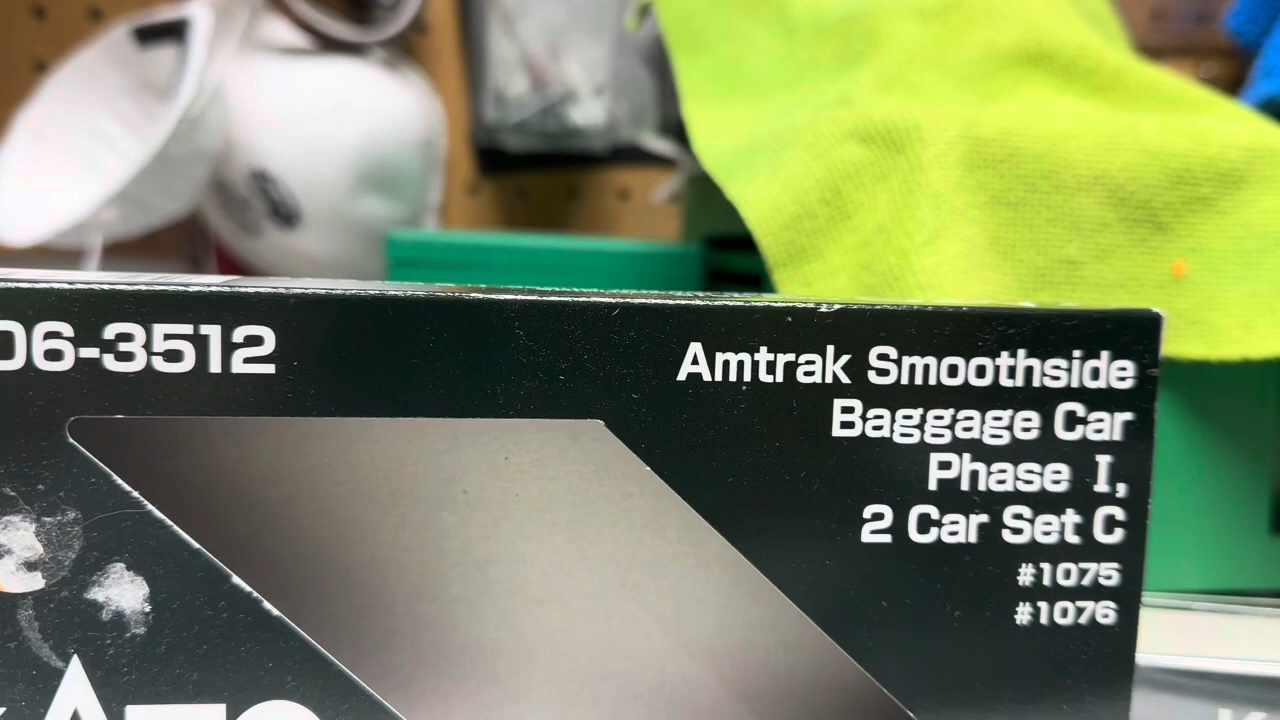 06-3512
Amtrak Smoothside
Baggage Car
Phase I,
2 Car Set C
#1075
#1076